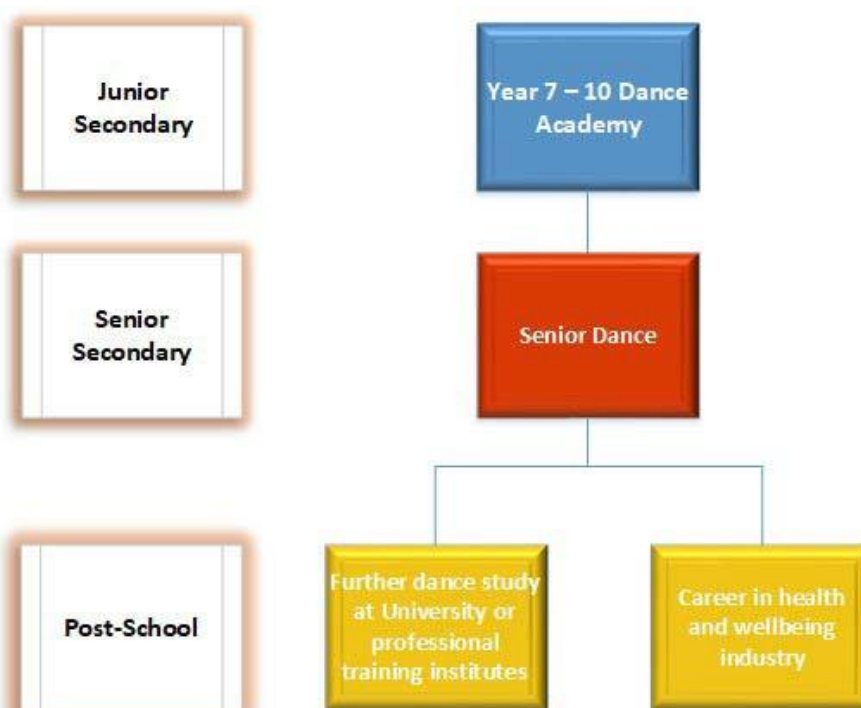 Junior
Secondary
Year 7 – 10 Dance
Academy
Senior
Secondary
Senior Dance
Post-School
Further dance study
at University or
professional
training institutes
Career in health
and wellbeing
industry